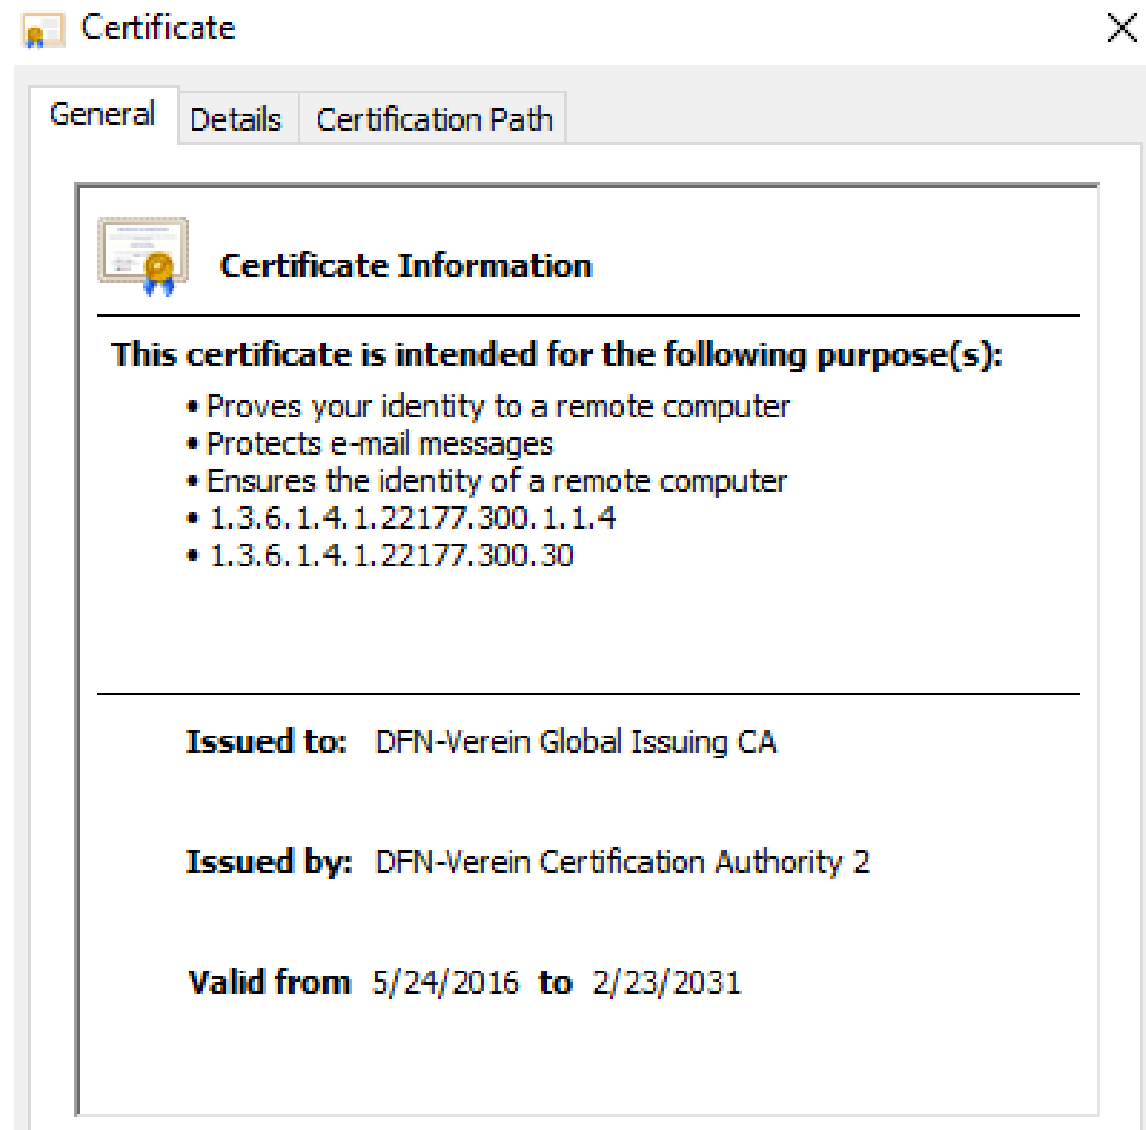 Certificate
General Details Certification Path
Certificate Information
This certificate is intended for the following purpose(s):
• Proves your identity to a remote computer
• Protects e-mail messages
• Ensures the identity of a remote computer
• 1.3.6.1.4.1.22177.300.1.1.4
• 1.3.6.1.4.1.22177.300.30
Issued to: DFN-Verein Global Issuing CA
Issued by: DFN-Verein Certification Authority 2
Valid from 5/24/2016 to 2/23/2031